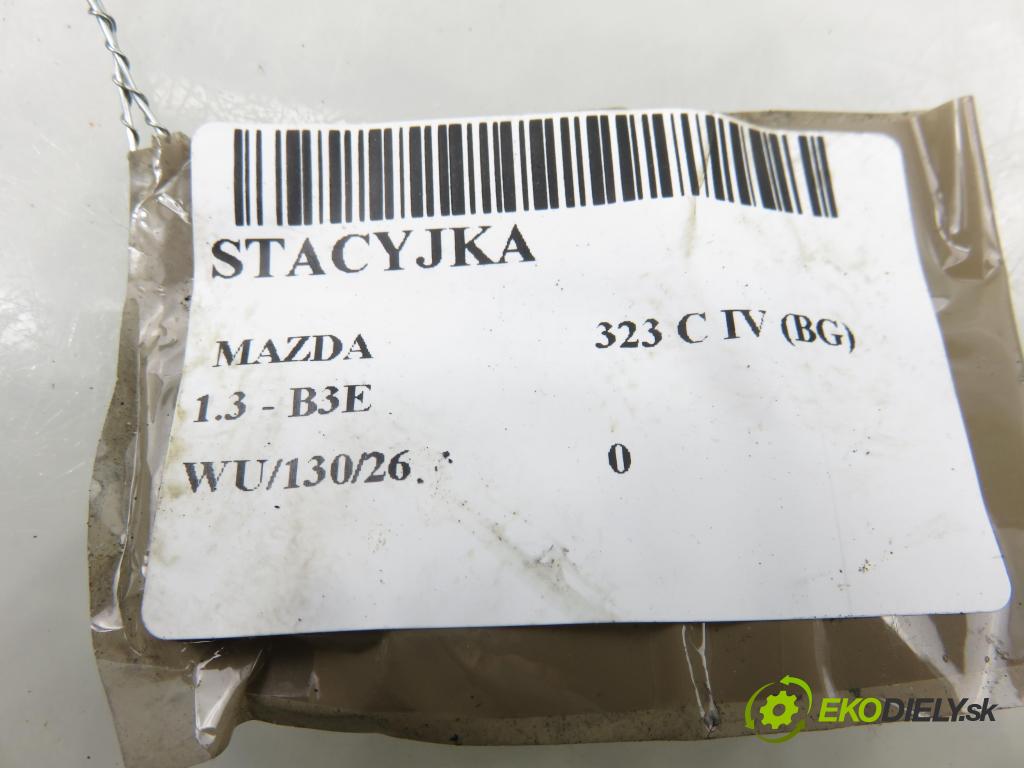 STACYJKA
MAZDA 323 C IV (BG)
1.3 - B3E
WU/130/26 0
EKODIELY.sk